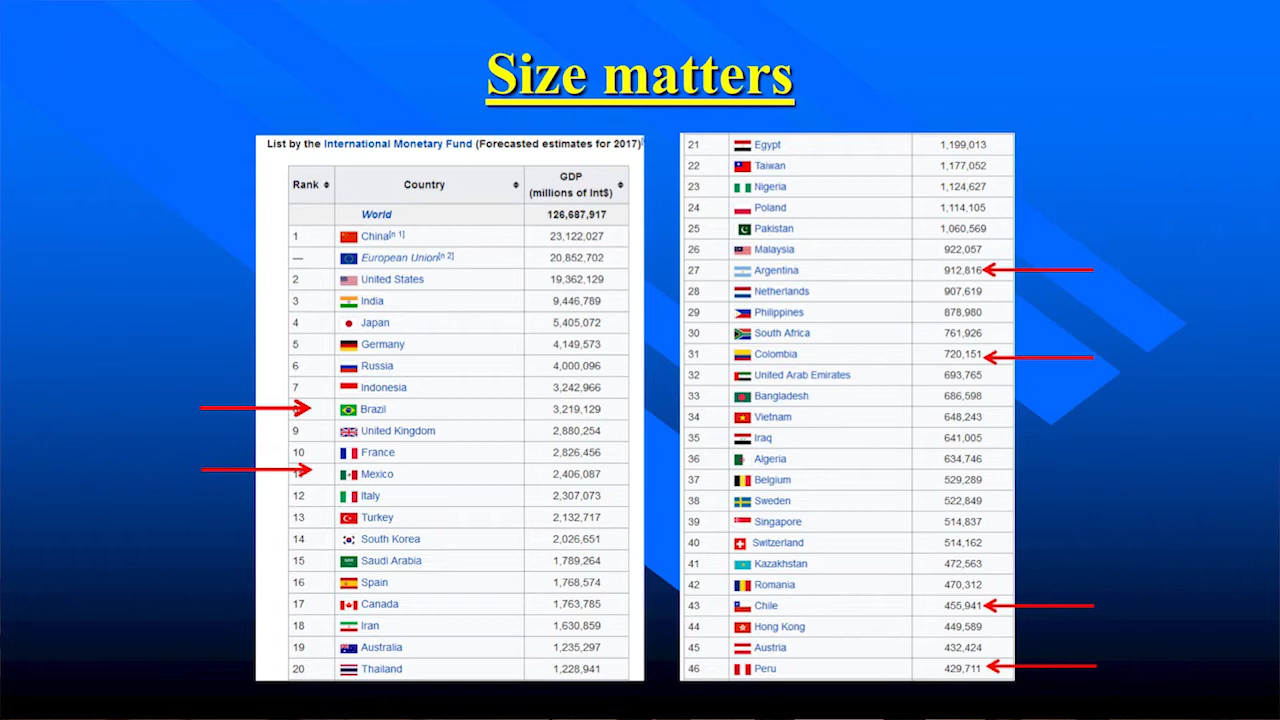 Size matters
List by the International Monetary Fund (Forecasted estimates for 2017)[
Rank Country GDP (millions of Int$)
World 126,687,917
1 China[n 1] 23,122,027
— European Union[n 2] 20,852,702
2 United States 19,362,129
3 India 9,446,789
4 Japan 5,405,072
5 Germany 4,149,573
6 Russia 4,000,096
7 Indonesia 3,242,966
Brazil 3,219,129
9 United Kingdom 2,880,254
10 France 2,826,456
11 Mexico 2,406,087
12 Italy 2,307,073
13 Turkey 2,132,717
14 South Korea 2,026,651
15 Saudi Arabia 1,789,264
16 Spain 1,768,574
17 Canada 1,763,785
18 Iran 1,630,859
19 Australia 1,235,297
20 Thailand 1,228,941
21 Egypt 1,199,013
22 Taiwan 1,177,052
23 Nigeria 1,124,627
24 Poland 1,114,105
25 Pakistan 1,060,569
26 Malaysia 922,057
27 Argentina 912,816
28 Netherlands 907,619
29 Philippines 878,980
30 South Africa 761,926
31 Colombia 720,151
32 United Arab Emirates 693,765
33 Bangladesh 686,598
34 Vietnam 648,243
35 Iraq 641,005
36 Algeria 634,746
37 Belgium 529,289
38 Sweden 522,849
39 Singapore 514,837
40 Switzerland 514,162
41 Kazakhstan 472,563
42 Romania 470,312
43 Chile 455,941
44 Hong Kong 449,589
45 Austria 432,424
46 Peru 429,711